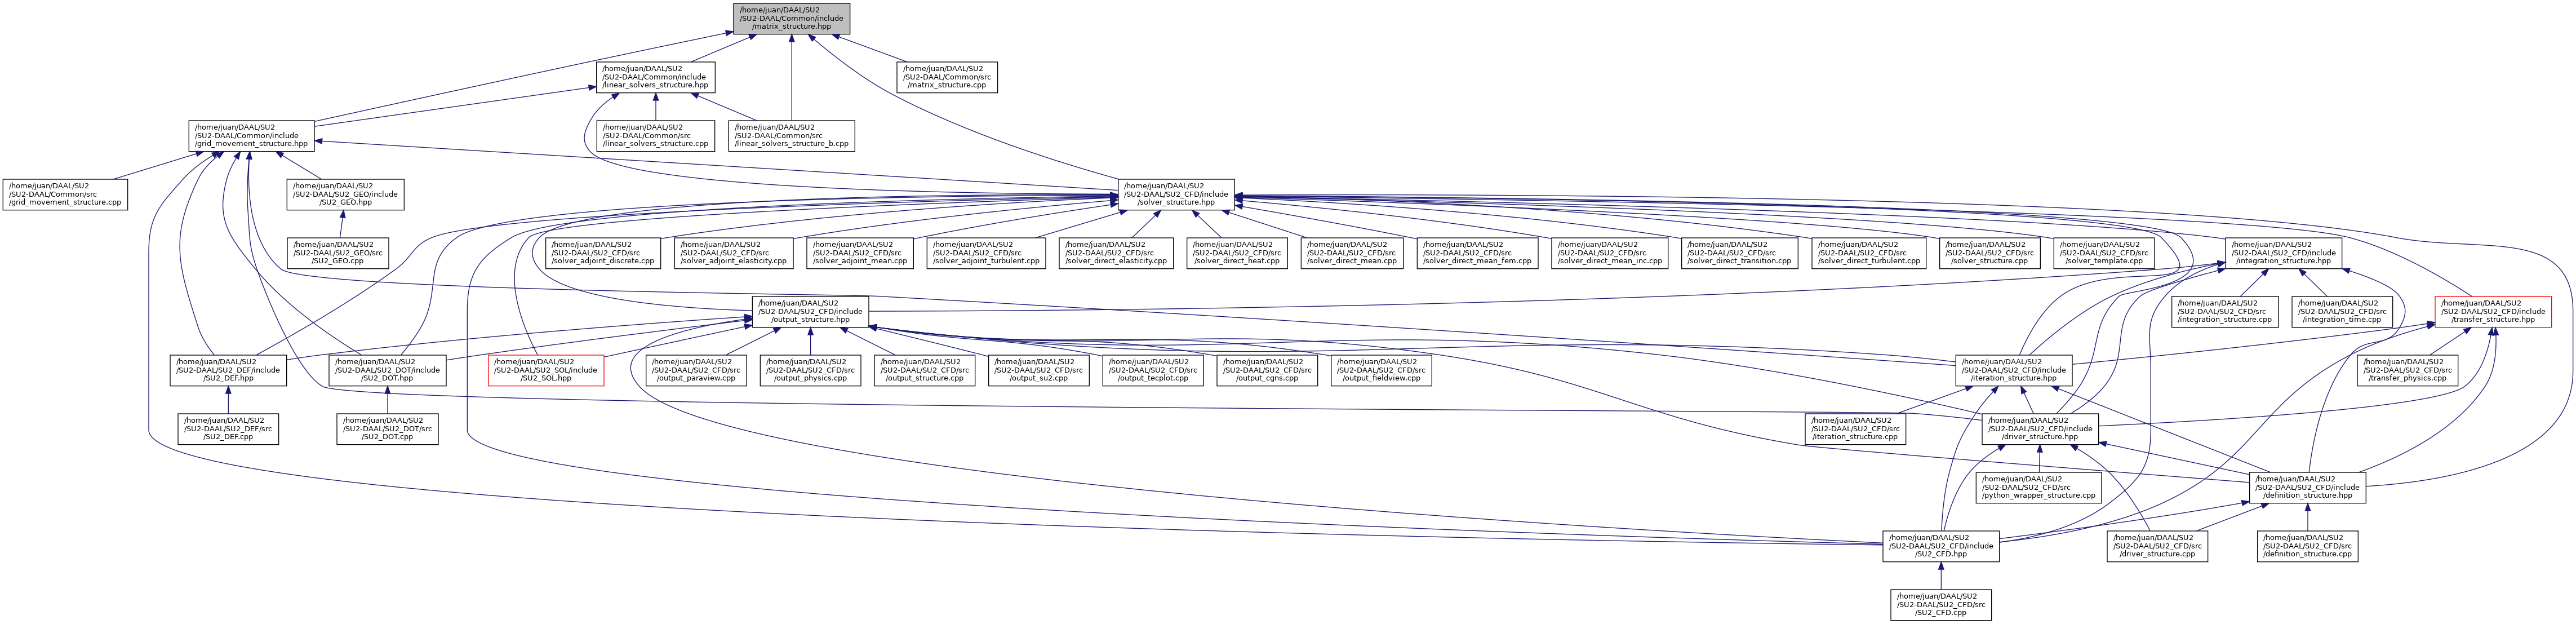 /home/juan/DAAL/SU2
/SU2-DAAL/Common/include
/matrix_structure.hpp
/home/juan/DAAL/SU2
/SU2-DAAL/Common/include
/linear_solvers_structure.hpp
/home/juan/DAAL/SU2
/SU2-DAAL/Common/src
/matrix_structure.cpp
/home/juan/DAAL/SU2
/SU2-DAAL/Common/include
/grid_movement_structure.hpp
/home/juan/DAAL/SU2
/SU2-DAAL/Common/src
/linear_solvers_structure.cpp
/home/juan/DAAL/SU2
/SU2-DAAL/Common/src
/linear_solvers_structure_b.cpp
/home/juan/DAAL/SU2
/SU2-DAAL/Common/src
/grid_movement_structure.cpp
/home/juan/DAAL/SU2
/SU2-DAAL/SU2_GEO/include
/SU2_GEO.hpp
/home/juan/DAAL/SU2
/SU2-DAAL/SU2_CFD/include
/solver_structure.hpp
/home/juan/DAAL/SU2
/SU2-DAAL/SU2_GEO/src
/SU2_GEO.cpp
/home/juan/DAAL/SU2
/SU2-DAAL/SU2_CFD/src
/solver_adjoint_discrete.cpp
/home/juan/DAAL/SU2
/SU2-DAAL/SU2_CFD/src
/solver_adjoint_elasticity.cpp
/home/juan/DAAL/SU2
/SU2-DAAL/SU2_CFD/src
/solver_adjoint_mean.cpp
/home/juan/DAAL/SU2
/SU2-DAAL/SU2_CFD/src
/solver_adjoint_turbulent.cpp
/home/juan/DAAL/SU2
/SU2-DAAL/SU2_CFD/src
/solver_direct_elasticity.cpp
/home/juan/DAAL/SU2
/SU2-DAAL/SU2_CFD/src
/solver_direct_heat.cpp
/home/juan/DAAL/SU2
/SU2-DAAL/SU2_CFD/src
/solver_direct_mean.cpp
/home/juan/DAAL/SU2
/SU2-DAAL/SU2_CFD/src
/solver_direct_mean_fem.cpp
/home/juan/DAAL/SU2
/SU2-DAAL/SU2_CFD/src
/solver_direct_mean_inc.cpp
/home/juan/DAAL/SU2
/SU2-DAAL/SU2_CFD/src
/solver_direct_transition.cpp
/home/juan/DAAL/SU2
/SU2-DAAL/SU2_CFD/src
/solver_direct_turbulent.cpp
/home/juan/DAAL/SU2
/SU2-DAAL/SU2_CFD/src
/solver_structure.cpp
/home/juan/DAAL/SU2
/SU2-DAAL/SU2_CFD/src
/solver_template.cpp
/home/juan/DAAL/SU2
/SU2-DAAL/SU2_CFD/include
/integration_structure.hpp
/home/juan/DAAL/SU2
/SU2-DAAL/SU2_CFD/include
/output_structure.hpp
/home/juan/DAAL/SU2
/SU2-DAAL/SU2_CFD/src
/integration_structure.cpp
/home/juan/DAAL/SU2
/SU2-DAAL/SU2_CFD/src
/integration_time.cpp
/home/juan/DAAL/SU2
/SU2-DAAL/SU2_CFD/include
/transfer_structure.hpp
/home/juan/DAAL/SU2
/SU2-DAAL/SU2_DEF/include
/SU2_DEF.hpp
/home/juan/DAAL/SU2
/SU2-DAAL/SU2_DOT/include
/SU2_DOT.hpp
/home/juan/DAAL/SU2
/SU2-DAAL/SU2_SOL/include
/SU2_SOL.hpp
/home/juan/DAAL/SU2
/SU2-DAAL/SU2_CFD/src
/output_paraview.cpp
/home/juan/DAAL/SU2
/SU2-DAAL/SU2_CFD/src
/output_physics.cpp
/home/juan/DAAL/SU2
/SU2-DAAL/SU2_CFD/src
/output_structure.cpp
/home/juan/DAAL/SU2
/SU2-DAAL/SU2_CFD/src
/output_su2.cpp
/home/juan/DAAL/SU2
/SU2-DAAL/SU2_CFD/src
/output_tecplot.cpp
/home/juan/DAAL/SU2
/SU2-DAAL/SU2_CFD/src
/output_cgns.cpp
/home/juan/DAAL/SU2
/SU2-DAAL/SU2_CFD/src
/output_fieldview.cpp
/home/juan/DAAL/SU2
/SU2-DAAL/SU2_CFD/include
/iteration_structure.hpp
/home/juan/DAAL/SU2
/SU2-DAAL/SU2_CFD/src
/transfer_physics.cpp
/home/juan/DAAL/SU2
/SU2-DAAL/SU2_DEF/src
/SU2_DEF.cpp
/home/juan/DAAL/SU2
/SU2-DAAL/SU2_DOT/src
/SU2_DOT.cpp
/home/juan/DAAL/SU2
/SU2-DAAL/SU2_CFD/src
/iteration_structure.cpp
/home/juan/DAAL/SU2
/SU2-DAAL/SU2_CFD/include
/driver_structure.hpp
/home/juan/DAAL/SU2
/SU2-DAAL/SU2_CFD/src
/python_wrapper_structure.cpp
/home/juan/DAAL/SU2
/SU2-DAAL/SU2_CFD/include
/definition_structure.hpp
/home/juan/DAAL/SU2
/SU2-DAAL/SU2_CFD/include
/SU2_CFD.hpp
/home/juan/DAAL/SU2
/SU2-DAAL/SU2_CFD/src
/driver_structure.cpp
/home/juan/DAAL/SU2
/SU2-DAAL/SU2_CFD/src
/definition_structure.cpp
/home/juan/DAAL/SU2
/SU2-DAAL/SU2_CFD/src
/SU2_CFD.cpp